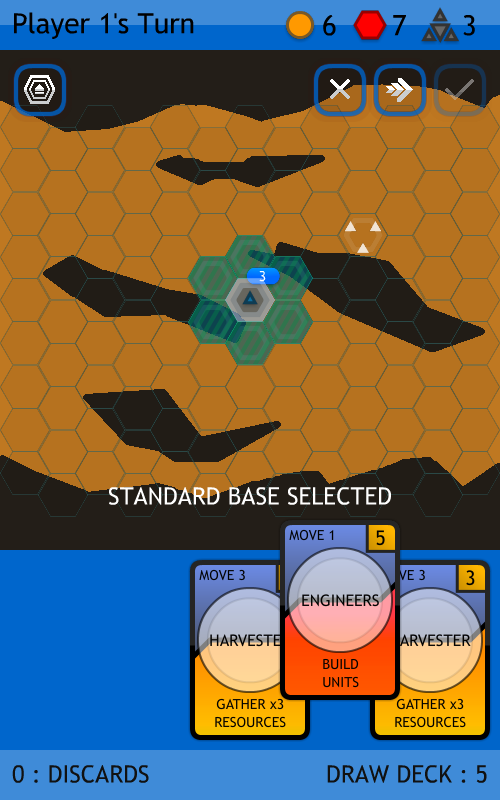 Player 1's Turn
6
7
3
3
STANDARD BASE SELECTED
MOVE 1
5
ENGINEERS
BUILD
UNITS
MOVE 3
HARVESTE
GATHER x3
RESOURCES
VE 3
3
ARVESTER
GATHER x3
RESOURCES
0 : DISCARDS
DRAW DECK : 5